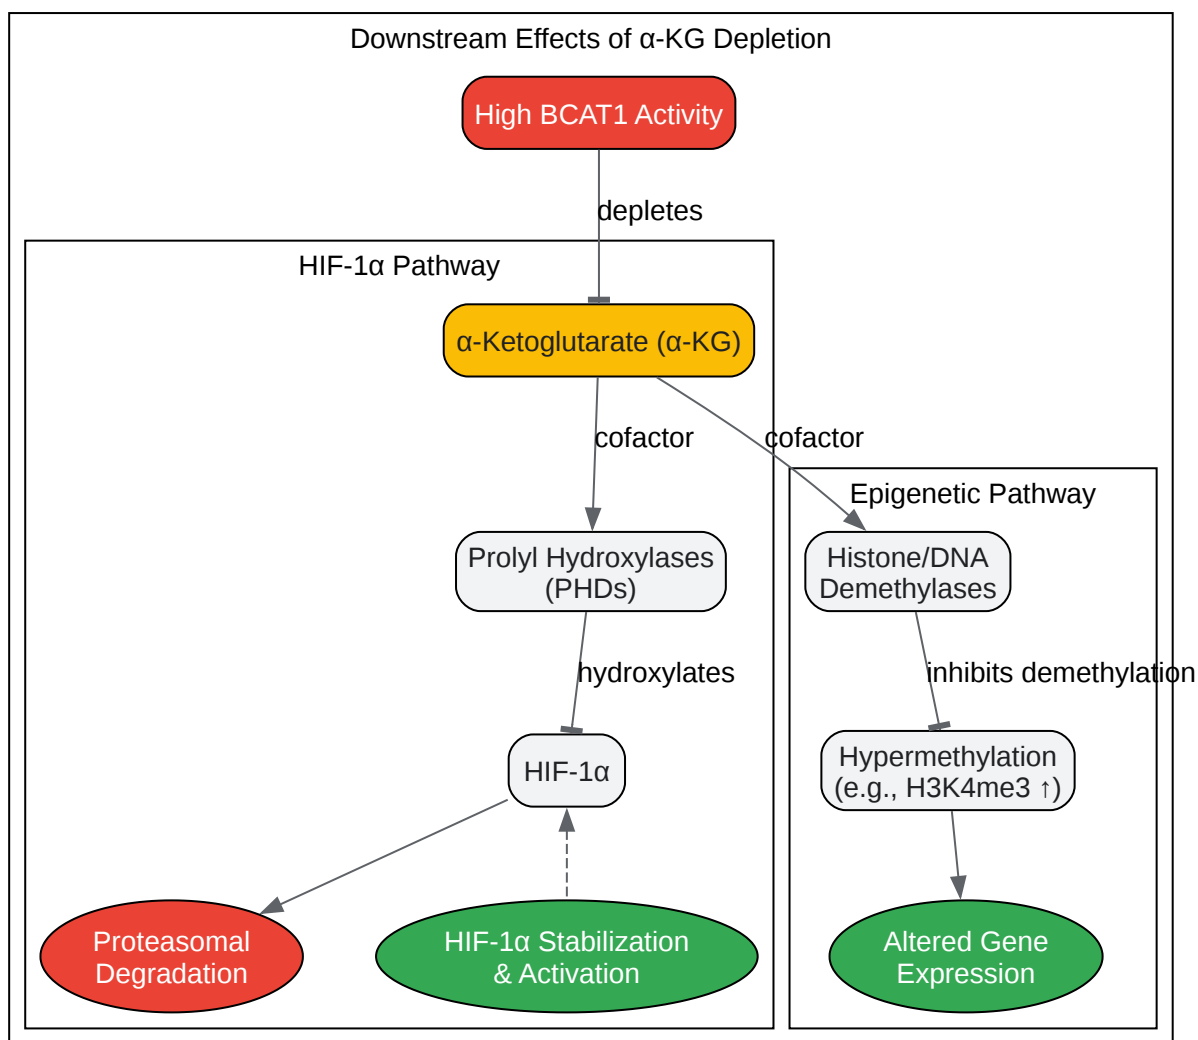 Downstream Effects of α-KG Depletion
High BCAT1 Activity
depletes
HIF-1α Pathway
α-Ketoglutarate (α-KG)
cofactor
cofactor
Epigenetic Pathway
Prolyl Hydroxylases
(PHDs)
Histone/DNA
Demethylases
hydroxylates
inhibits demethylation
HIF-1α
Hypermethylation
(e.g., H3K4me3 ↑)
Proteasomal
Degradation
HIF-1α Stabilization
& Activation
Altered Gene
Expression